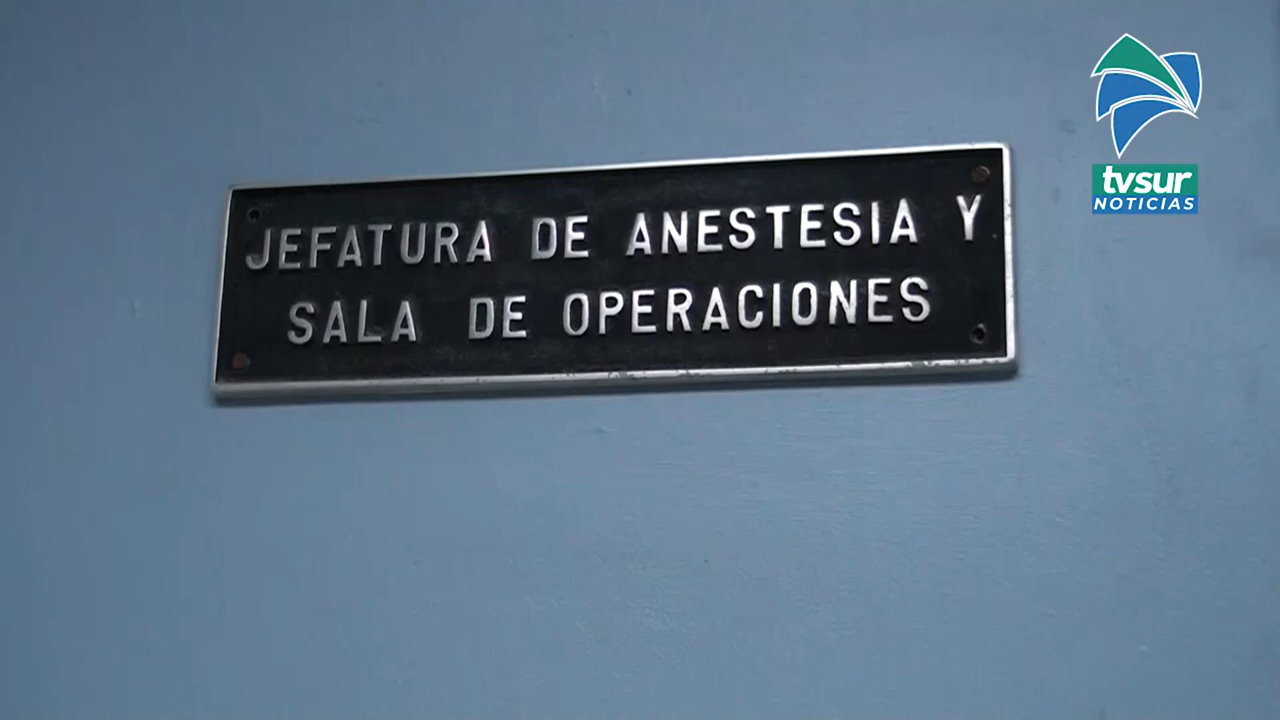 JEFATURA DE ANESTESIA Y
SALA DE OPERACIONES
tvsur
NOTICIAS